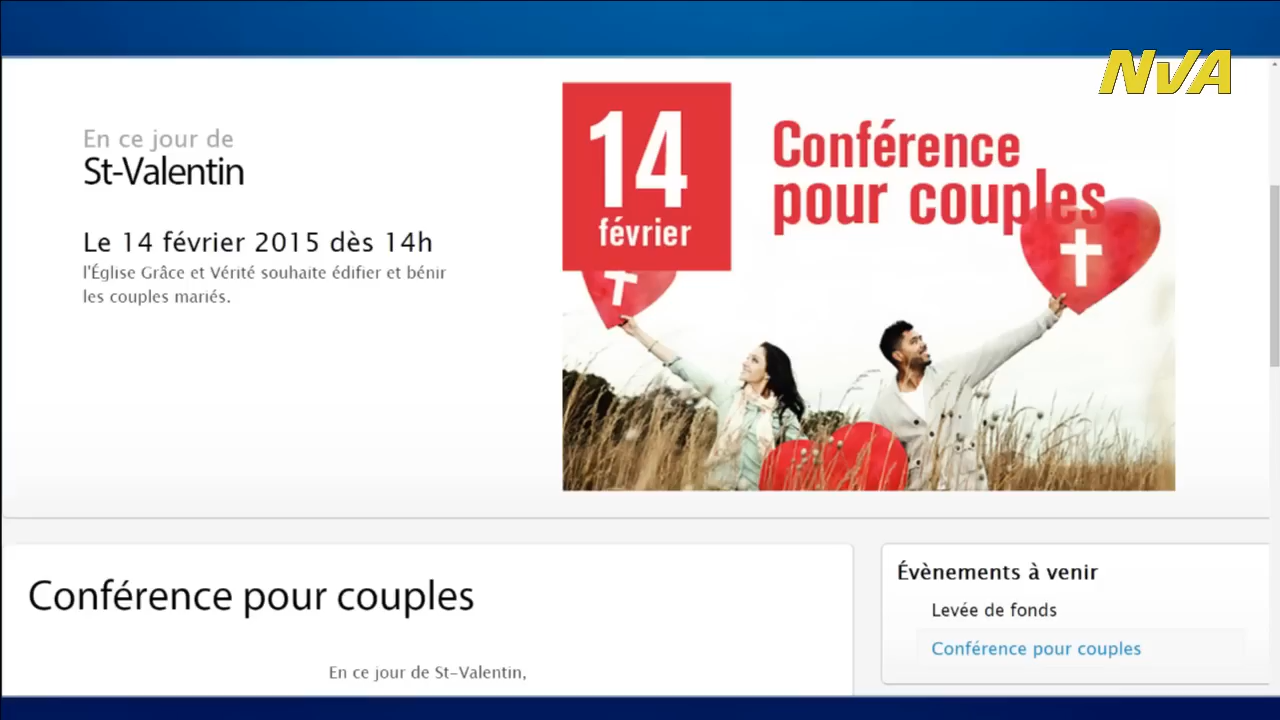 NVA
En ce jour de
St-Valentin
Le 14 février 2015 dès 14h
l'Église Grâce et Vérité souhaite édifier et bénir
les couples mariés.
14
février
Conférence
pour couples
Conférence pour couples
En ce jour de St-Valentin,
Évènements à venir
Levée de fonds
Conférence pour couples